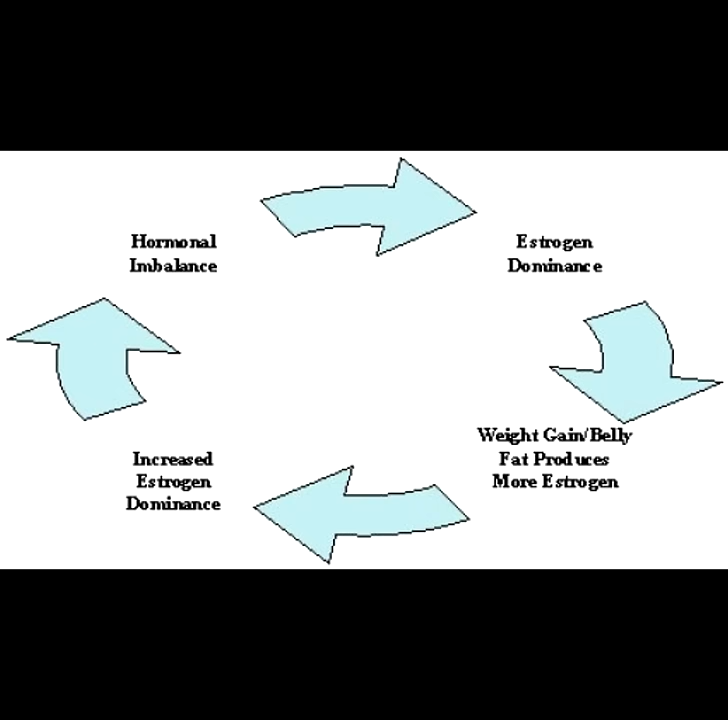 Hormonal
Imbalance
Estrogen
Dominance
Weight Gain/Belly
Fat Produces
More Estrogen
Increased
Estrogen
Dominance